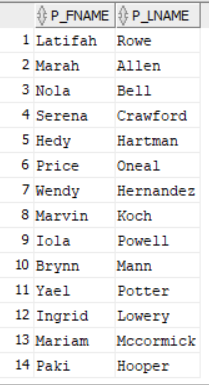 P_FNAME P_LNAME
1 Latifah Rowe
2 Marah Allen
3 Nola Bell
4 Serena Crawford
5 Hedy Hartman
6 Price Oneal
7 Wendy Hernandez
8 Marvin Koch
9 Iola Powell
10 Brynn Mann
11 Yael Potter
12 Ingrid Lowery
13 Mariam Mccormick
14 Paki Hooper